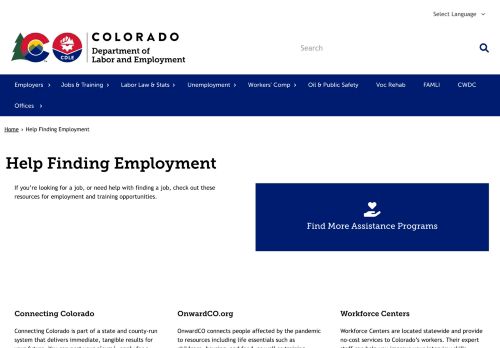 Select Language
COLORADO
Department of
Labor and Employment
CDLE
Search
Employers
Jobs & Training
Labor Law & Stats
Unemployment
Workers' Comp
Oil & Public Safety
Voc Rehab
FAMLI
CWDC
Offices
Home › Help Finding Employment
Help Finding Employment
If you're looking for a job, or need help with finding a job, check out these
resources for employment and training opportunities.
Find More Assistance Programs
Connecting Colorado
Connecting Colorado is part of a state and county-run
system that delivers immediate, tangible results for
OnwardCO.org
OnwardCO connects people affected by the pandemic
to resources including life essentials such as
Workforce Centers
Workforce Centers are located statewide and provide
no-cost services to Colorado's workers. Their expert